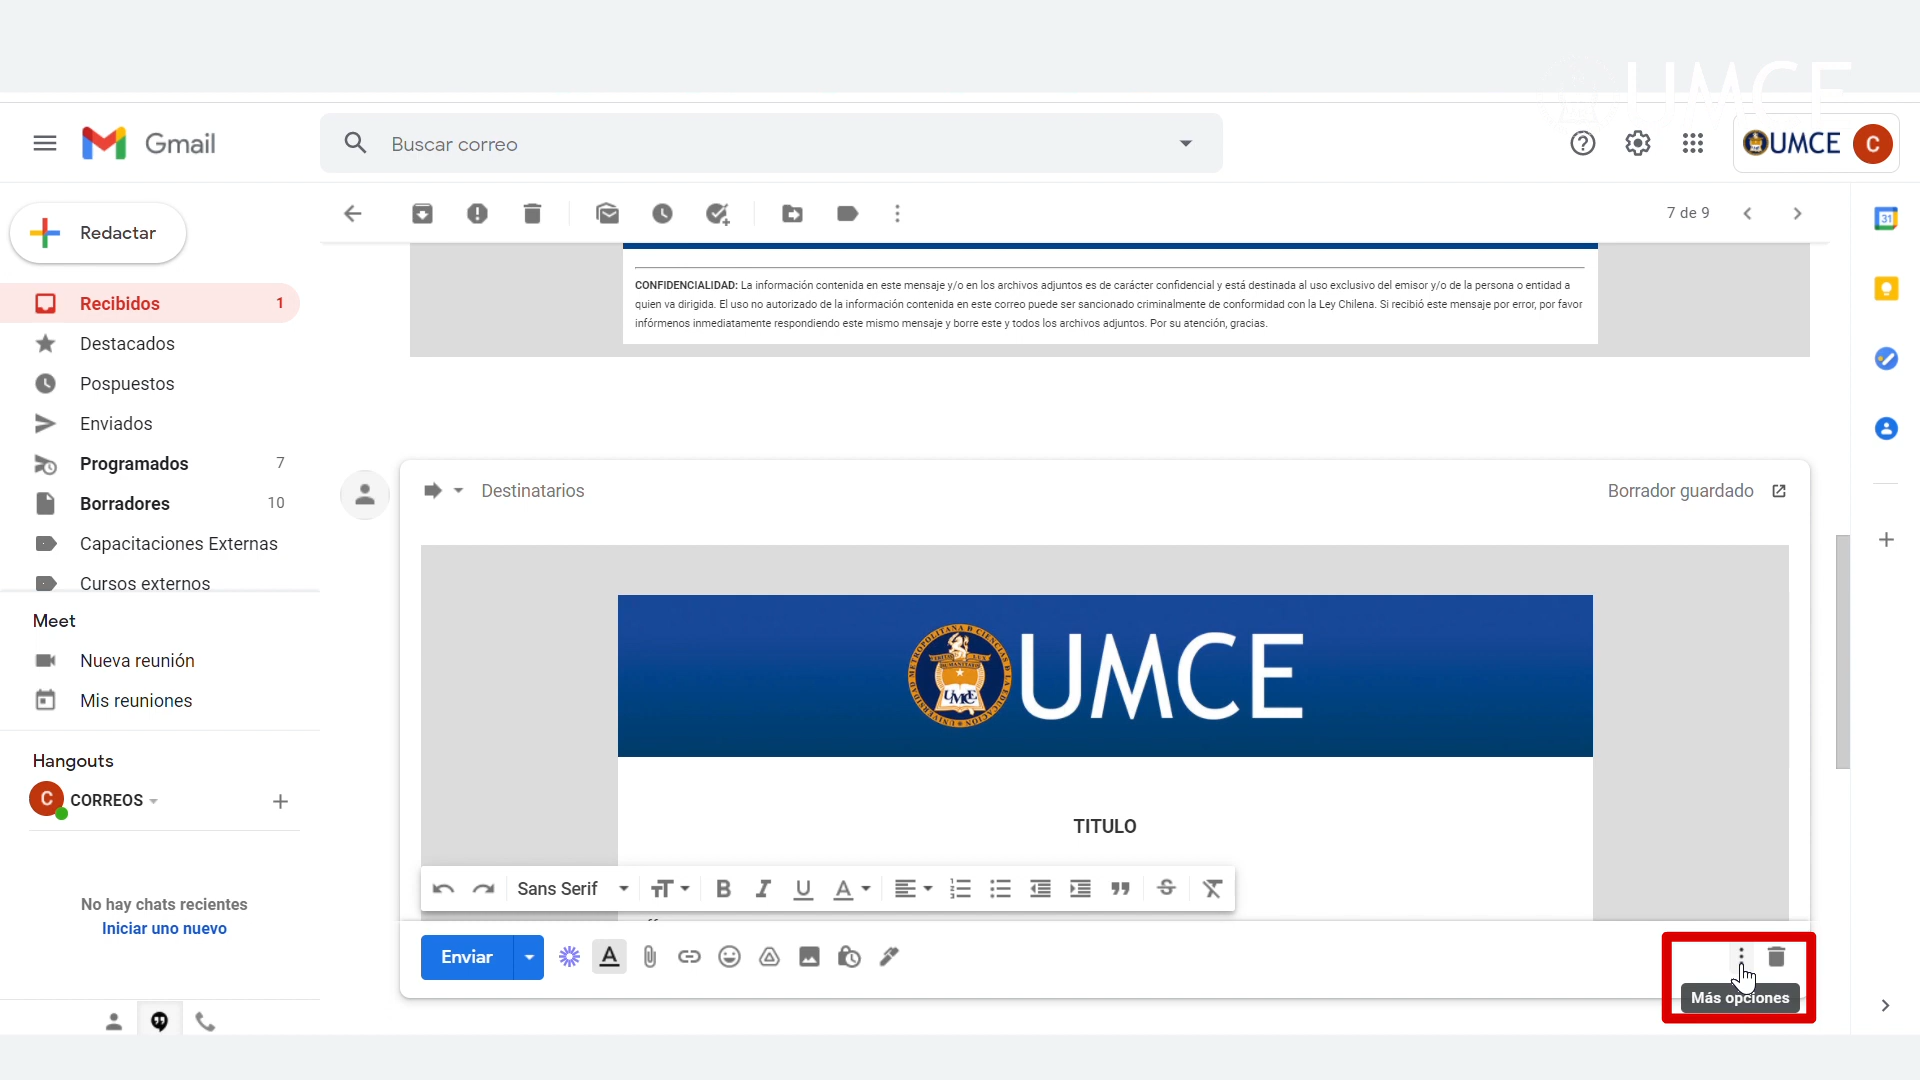 UMCE
Gmail
Buscar correo
UMCE
C
Redactar
7 de 9
31
Recibidos 1
Destacados
Pospuestos
Enviados
Programados 7
Borradores 10
Capacitaciones Externas
Cursos externos
Meet
Nueva reunión
Mis reuniones
Hangouts
C CORREOS
No hay chats recientes
Iniciar uno nuevo
CONFIDENCIALIDAD: La información contenida en este mensaje y/o en los archivos adjuntos es de carácter confidencial y está destinada al uso exclusivo del emisor y/o de la persona o entidad a
quien va dirigida. El uso no autorizado de la información contenida en este correo puede ser sancionado criminalmente de conformidad con la Ley Chilena. Si recibió este mensaje por error, por favor
infórmenos inmediatamente respondiendo este mismo mensaje y borre este y todos los archivos adjuntos. Por su atención, gracias.
Destinatarios
Borrador guardado
UMCE
TITULO
Sans Serif
Enviar
Más opciones